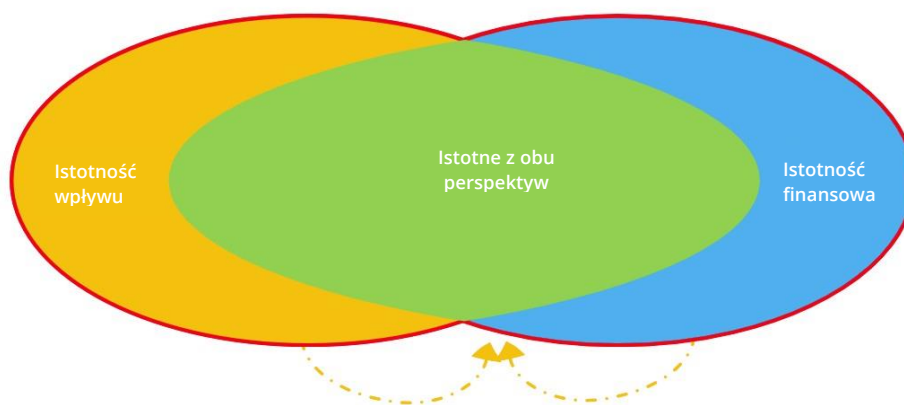 Istotność
wpływu
Istotne z obu
perspektyw
Istotność
finansowa